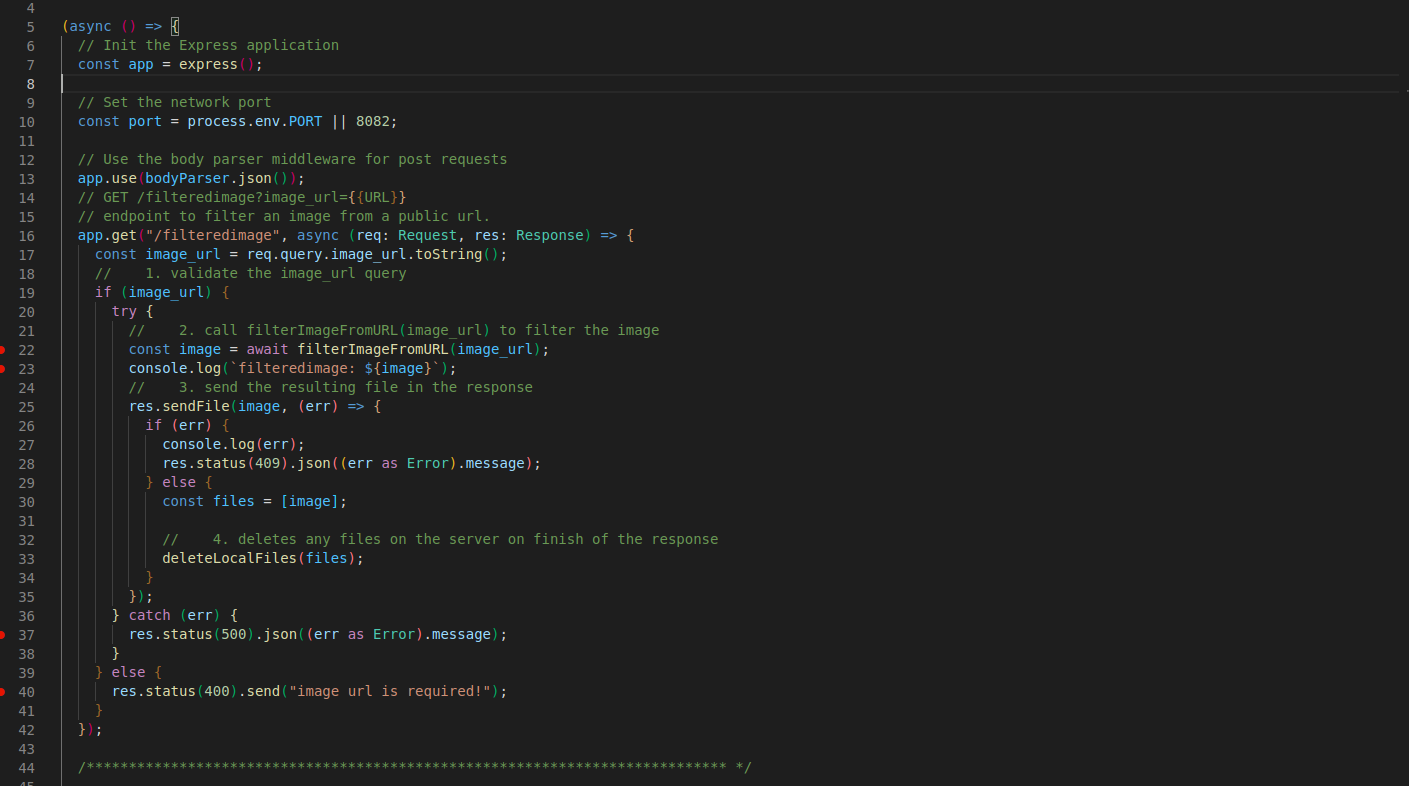 4
5 (async () => {
6 // Init the Express application
7 const app = express();
8
9 // Set the network port
10 const port = process.env.PORT || 8082;
11
12 // Use the body parser middleware for post requests
13 app.use(bodyParser.json());
14 // GET /filteredimage?image_url={{URL}}
15 // endpoint to filter an image from a public url.
16 app.get("/filteredimage", async (req: Request, res: Response) => {
17 const image_url = req.query.image_url.toString();
18 //    1. validate the image_url query
19 if (image_url) {
20 try {
21 //    2. call filterImageFromURL(image_url) to filter the image
22 const image = await filterImageFromURL(image_url);
23 console.log(`filteredimage: ${image}`);
24 //    3. send the resulting file in the response
25 res.sendFile(image, (err) => {
26 if (err) {
27 console.log(err);
28 res.status(409).json((err as Error).message);
29 } else {
30 const files = [image];
31
32 //    4. deletes any files on the server on finish of the response
33 deleteLocalFiles(files);
34 }
35 });
36 } catch (err) {
37 res.status(500).json((err as Error).message);
38 }
39 } else {
40 res.status(400).send("image url is required!");
41 }
42 });
43
44 /**************************************************************************** */
45